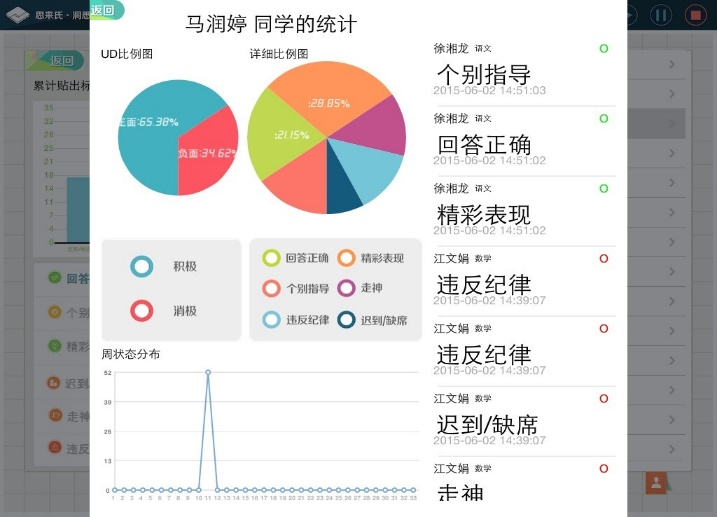 思来氏·洞悉
返回
马润婷 同学的统计
返回
累计贴出标
35
32
28
24
20
16
12
8
4
0
回答
个别
精彩
迟到
走神
违反
UD比例图
详细比例图
正面:65.38%
负面:34.62%
:28.85%
:21.15%
积极
消极
回答正确
精彩表现
个别指导
走神
违反纪律
迟到/缺席
周状态分布
52
39
26
13
0
1 2 3 4 5 6 7 8 9 10 11 12 13 14 15 16 17 18 19 20 21 22 23 24 25 26 27 28 29 30 31 32 33
徐湘龙 语文
个别指导
2015-06-02 14:51:03
徐湘龙 语文
回答正确
2015-06-02 14:51:02
徐湘龙 语文
精彩表现
2015-06-02 14:51:02
江文娟 数学
违反纪律
2015-06-02 14:39:07
江文娟 数学
违反纪律
2015-06-02 14:39:07
江文娟 数学
迟到/缺席
2015-06-02 14:39:07
江文娟 数学
走神